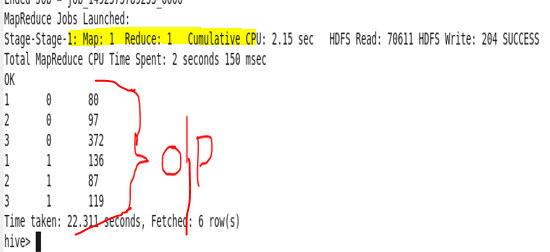 Ended Job = job_1492375783255_0006
MapReduce Jobs Launched:
Stage-Stage-1: Map: 1  Reduce: 1   Cumulative CPU: 2.15 sec   HDFS Read: 70611 HDFS Write: 204 SUCCESS
Total MapReduce CPU Time Spent: 2 seconds 150 msec
OK
1 0 80
2 0 97
3 0 372
1 1 136
2 1 87
3 1 119
O/P
Time taken: 22.311 seconds, Fetched: 6 row(s)
hive>